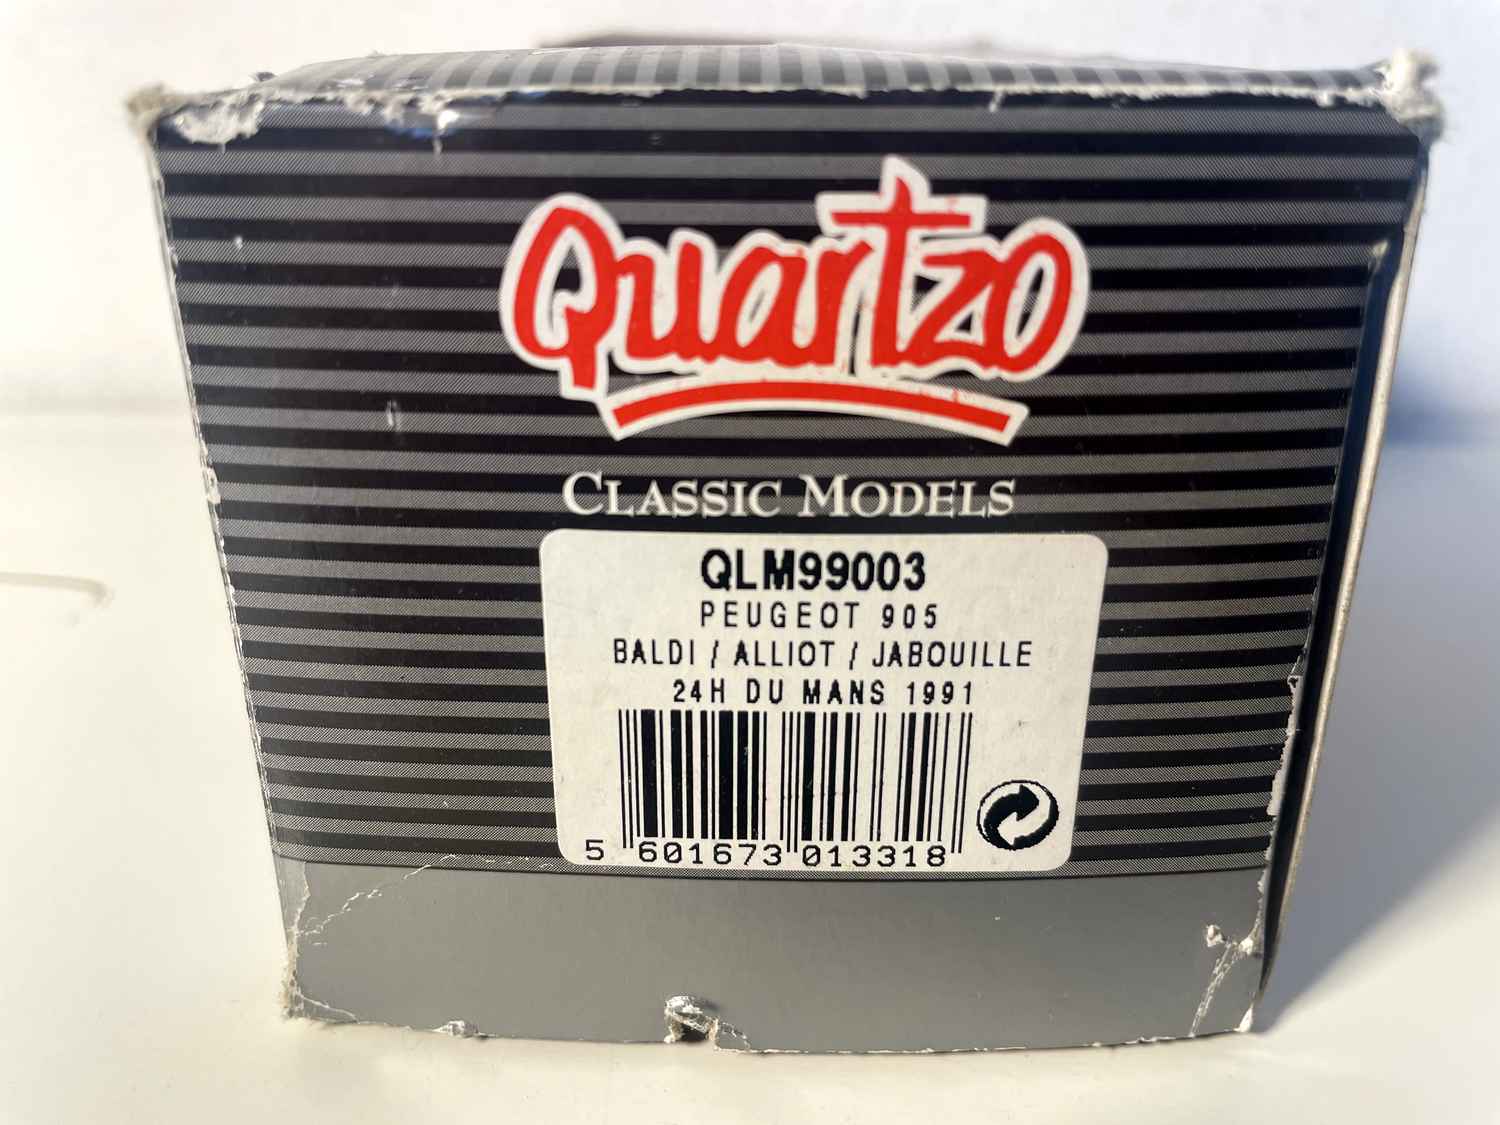 Quartzo
CLASSIC MODELS
QLM99003
PEUGEOT 905
BALDI / ALLIOT / JABOUILLE
24H DU MANS 1991
5 601673 013318